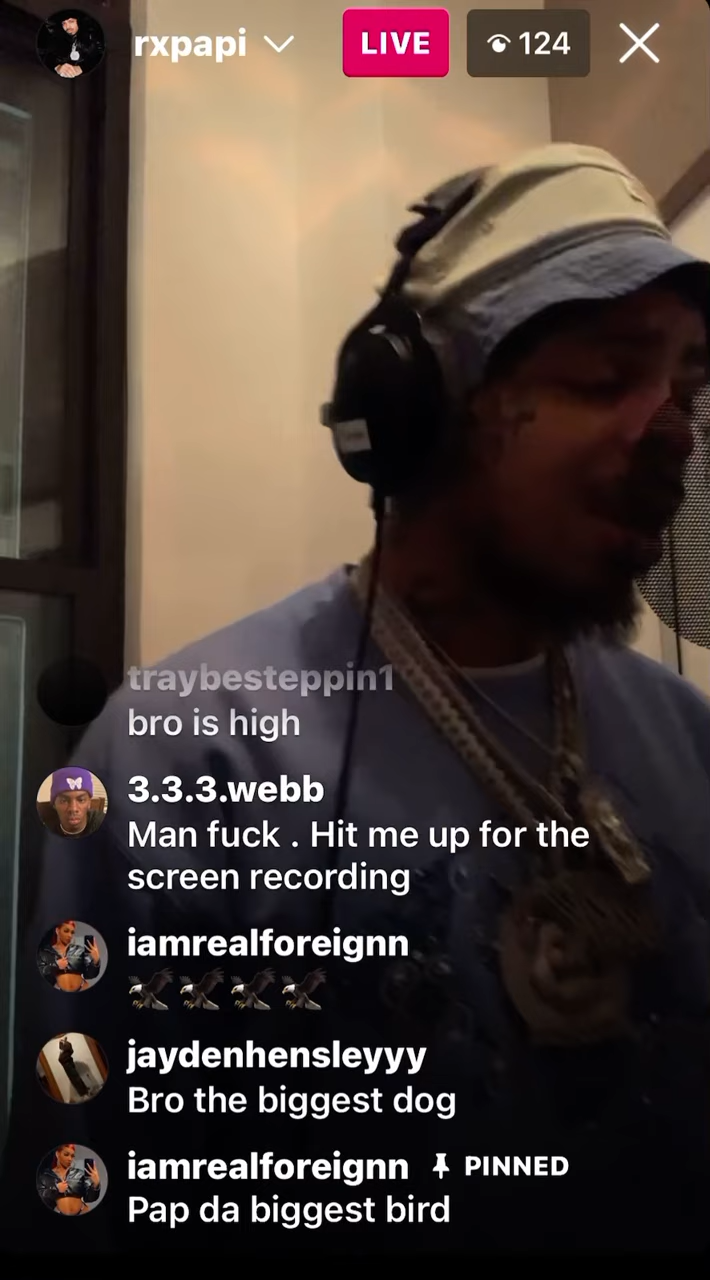 rxpapi
LIVE
124
traybesteppin1
bro is high
3.3.3.webb
Man fuck . Hit me up for the
screen recording
iamrealforeignn
🦅🦅🦅🦅
jaydenhensleyyy
Bro the biggest dog
iamrealforeignn PINNED
Pap da biggest bird